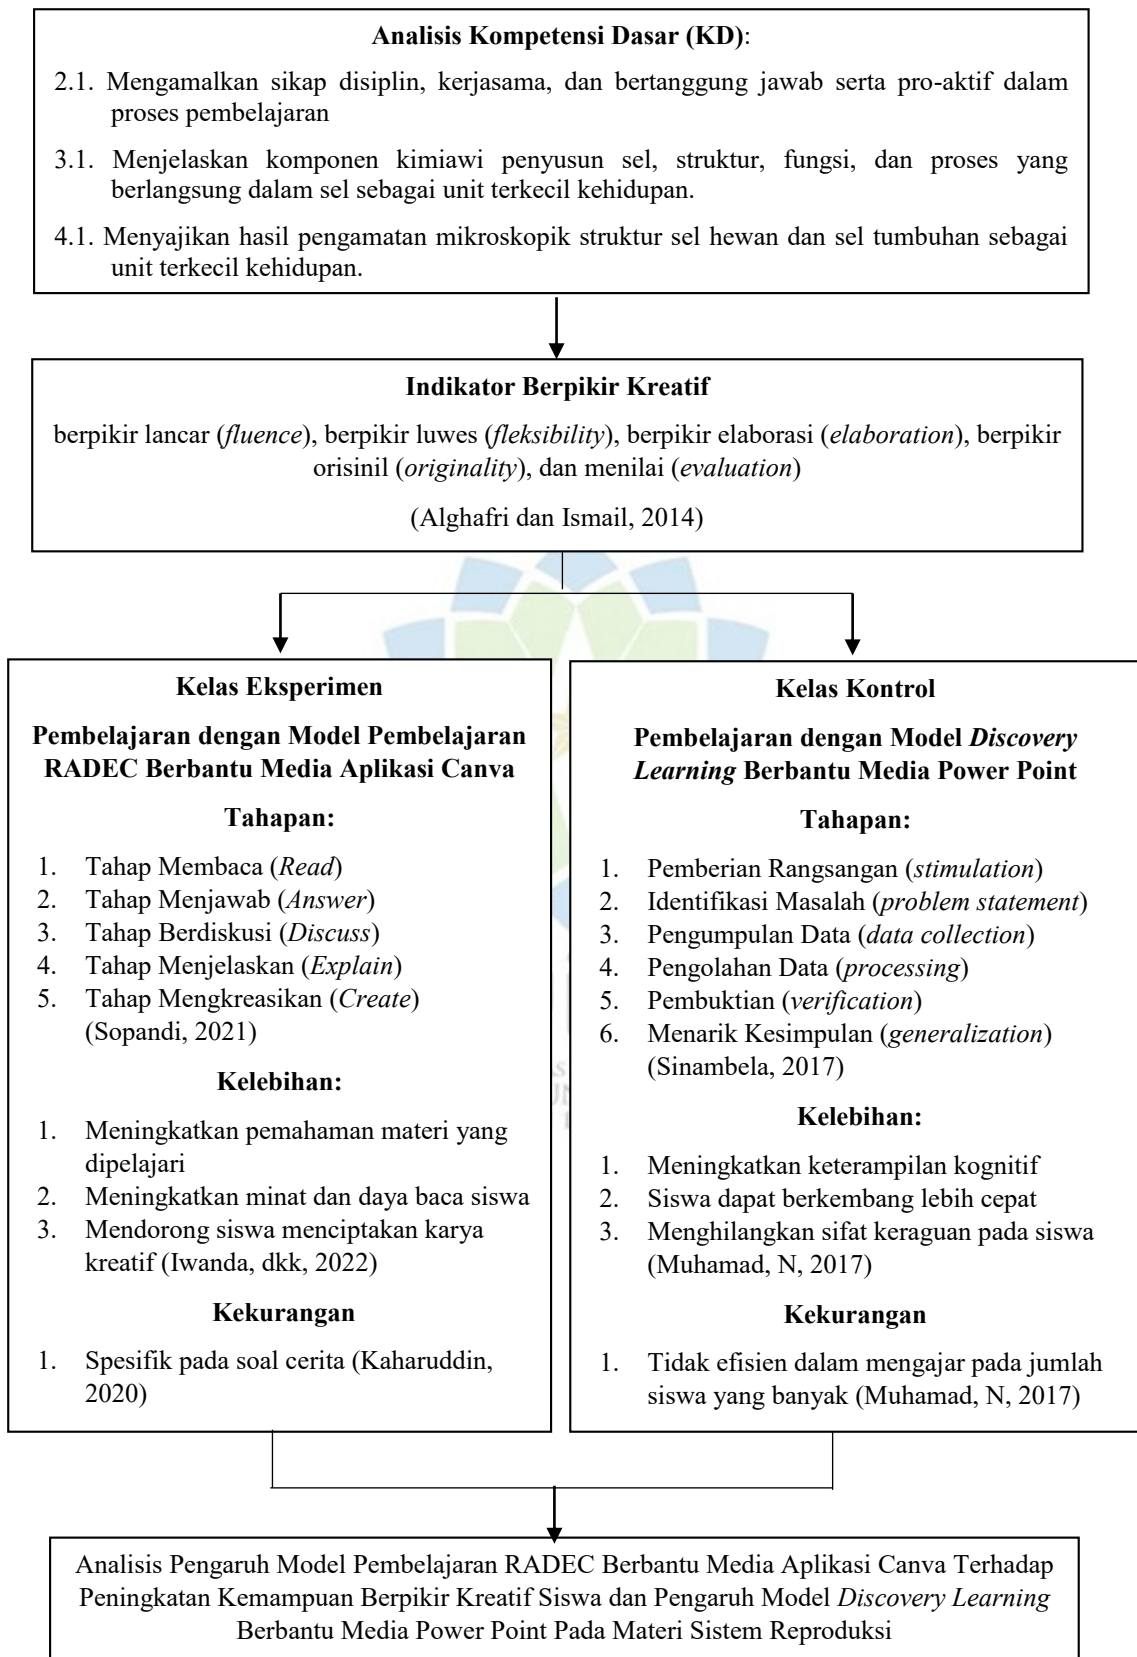 Analisis Kompetensi Dasar (KD):
2.1. Mengamalkan sikap disiplin, kerjasama, dan bertanggung jawab serta pro-aktif dalam
proses pembelajaran
3.1. Menjelaskan komponen kimiawi penyusun sel, struktur, fungsi, dan proses yang
berlangsung dalam sel sebagai unit terkecil kehidupan.
4.1. Menyajikan hasil pengamatan mikroskopik struktur sel hewan dan sel tumbuhan sebagai
unit terkecil kehidupan.
Indikator Berpikir Kreatif
berpikir lancar (fluence), berpikir luwes (fleksibility), berpikir elaborasi (elaboration), berpikir
orisinil (originality), dan menilai (evaluation)
(Alghafri dan Ismail, 2014)
Kelas Eksperimen
Pembelajaran dengan Model Pembelajaran
RADEC Berbantu Media Aplikasi Canva
Tahapan:
1. Tahap Membaca (Read)
2. Tahap Menjawab (Answer)
3. Tahap Berdiskusi (Discuss)
4. Tahap Menjelaskan (Explain)
5. Tahap Mengkreasikan (Create)
(Sopandi, 2021)
Kelebihan:
1. Meningkatkan pemahaman materi yang
dipelajari
2. Meningkatkan minat dan daya baca siswa
3. Mendorong siswa menciptakan karya
kreatif (Iwanda, dkk, 2022)
Kekurangan
1. Spesifik pada soal cerita (Kaharuddin,
2020)
Kelas Kontrol
Pembelajaran dengan Model Discovery
Learning Berbantu Media Power Point
Tahapan:
1. Pemberian Rangsangan (stimulation)
2. Identifikasi Masalah (problem statement)
3. Pengumpulan Data (data collection)
4. Pengolahan Data (processing)
5. Pembuktian (verification)
6. Menarik Kesimpulan (generalization)
(Sinambela, 2017)
Kelebihan:
1. Meningkatkan keterampilan kognitif
2. Siswa dapat berkembang lebih cepat
3. Menghilangkan sifat keraguan pada siswa
(Muhamad, N, 2017)
Kekurangan
1. Tidak efisien dalam mengajar pada jumlah
siswa yang banyak (Muhamad, N, 2017)
Analisis Pengaruh Model Pembelajaran RADEC Berbantu Media Aplikasi Canva Terhadap
Peningkatan Kemampuan Berpikir Kreatif Siswa dan Pengaruh Model Discovery Learning
Berbantu Media Power Point Pada Materi Sistem Reproduksi